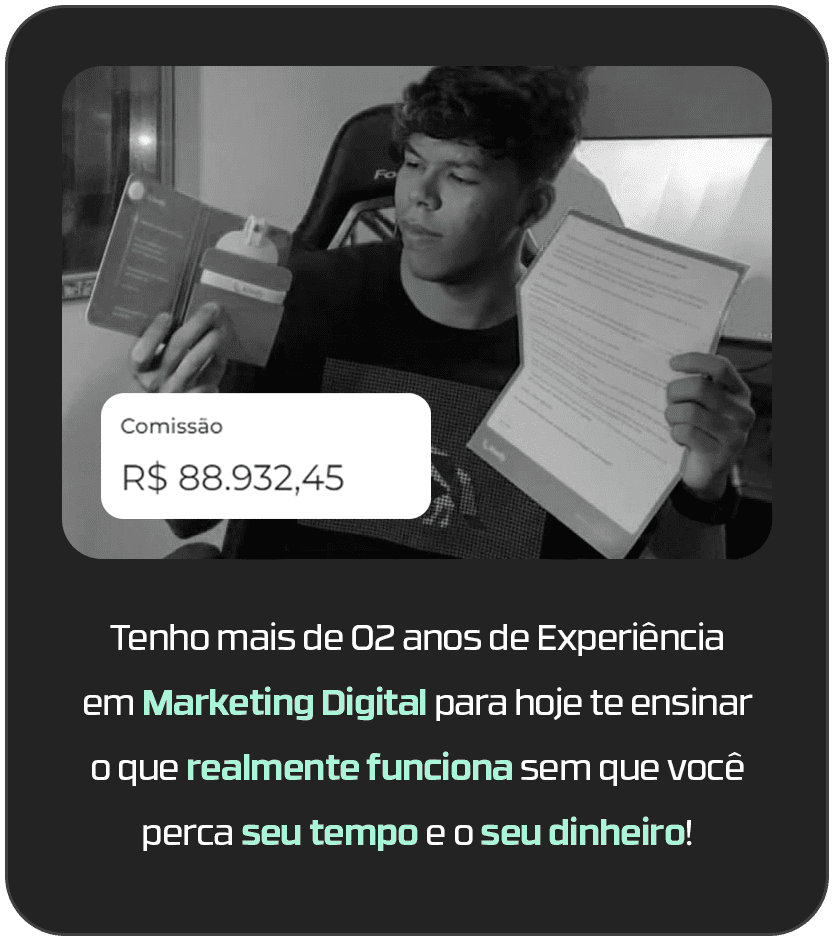 Comissão
R$ 88.932,45
Tenho mais de 02 anos de Experiência
em Marketing Digital para hoje te ensinar
o que realmente funciona sem que você
perca seu tempo e o seu dinheiro!